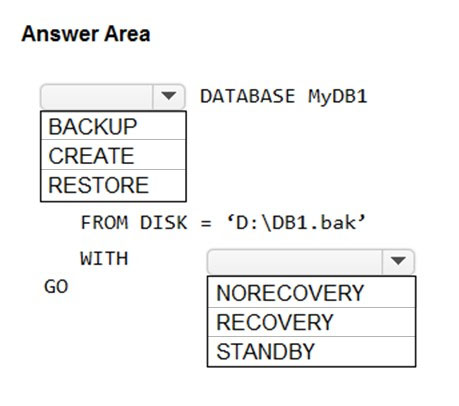 Answer Area
DATABASE MyDB1
BACKUP
CREATE
RESTORE
FROM DISK = ‘D:\DB1.bak’
WITH
GO
NORECOVERY
RECOVERY
STANDBY